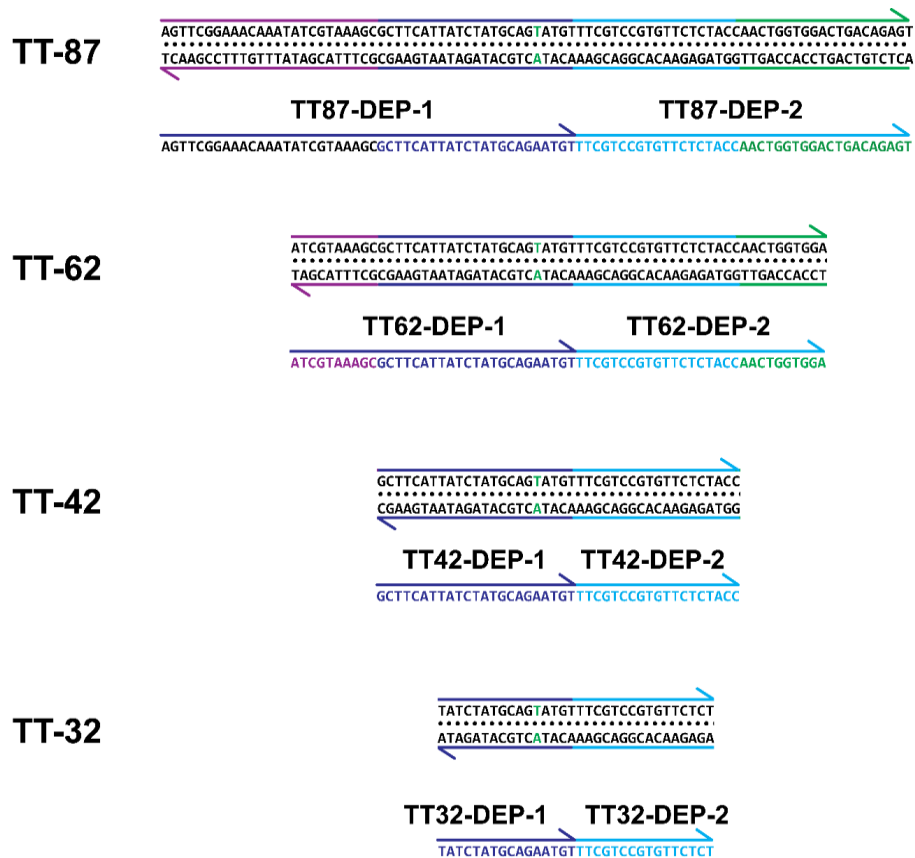 TT-87
AGTTCGGAAACAAATATCGTAAAGCGCTTCATTATCTATGCAGTATGTTTCGTCCGTGTTCTCTACCAACTGGTGGACTGACAGAGT
TCAAGCCTTTGTTTATAGCATTTCGCGAAGTAATAGATACGTCATACAAAGCAGGCACAAGAGATGGTTGACCACCTGACTGTCTCA
TT87-DEP-1 TT87-DEP-2
AGTTCGGAAACAAATATCGTAAAGCGCTTCATTATCTATGCAGAATGTTTCGTCCGTGTTCTCTACCAACTGGTGGACTGACAGAGT
TT-62
ATCGTAAAGCGCTTCATTATCTATGCAGTATGTTTCGTCCGTGTTCTCTACCAACTGGTGGA
TAGCATTTCGCGAAGTAATAGATACGTCATACAAAGCAGGCACAAGAGATGGTTGACCACCT
TT62-DEP-1 TT62-DEP-2
ATCGTAAAGCGCTTCATTATCTATGCAGAATGTTTCGTCCGTGTTCTCTACCAACTGGTGGA
TT-42
GCTTCATTATCTATGCAGTATGTTTCGTCCGTGTTCTCTACC
CGAAGTAATAGATACGTCATACAAAGCAGGCACAAGAGATGG
TT42-DEP-1 TT42-DEP-2
GCTTCATTATCTATGCAGAATGTTTCGTCCGTGTTCTCTACC
TT-32
TATCTATGCAGTATGTTTCGTCCGTGTTCTCT
ATAGATACGTCATACAAAGCAGGCACAAGAGA
TT32-DEP-1 TT32-DEP-2
TATCTATGCAGAATGTTTCGTCCGTGTTCTCT